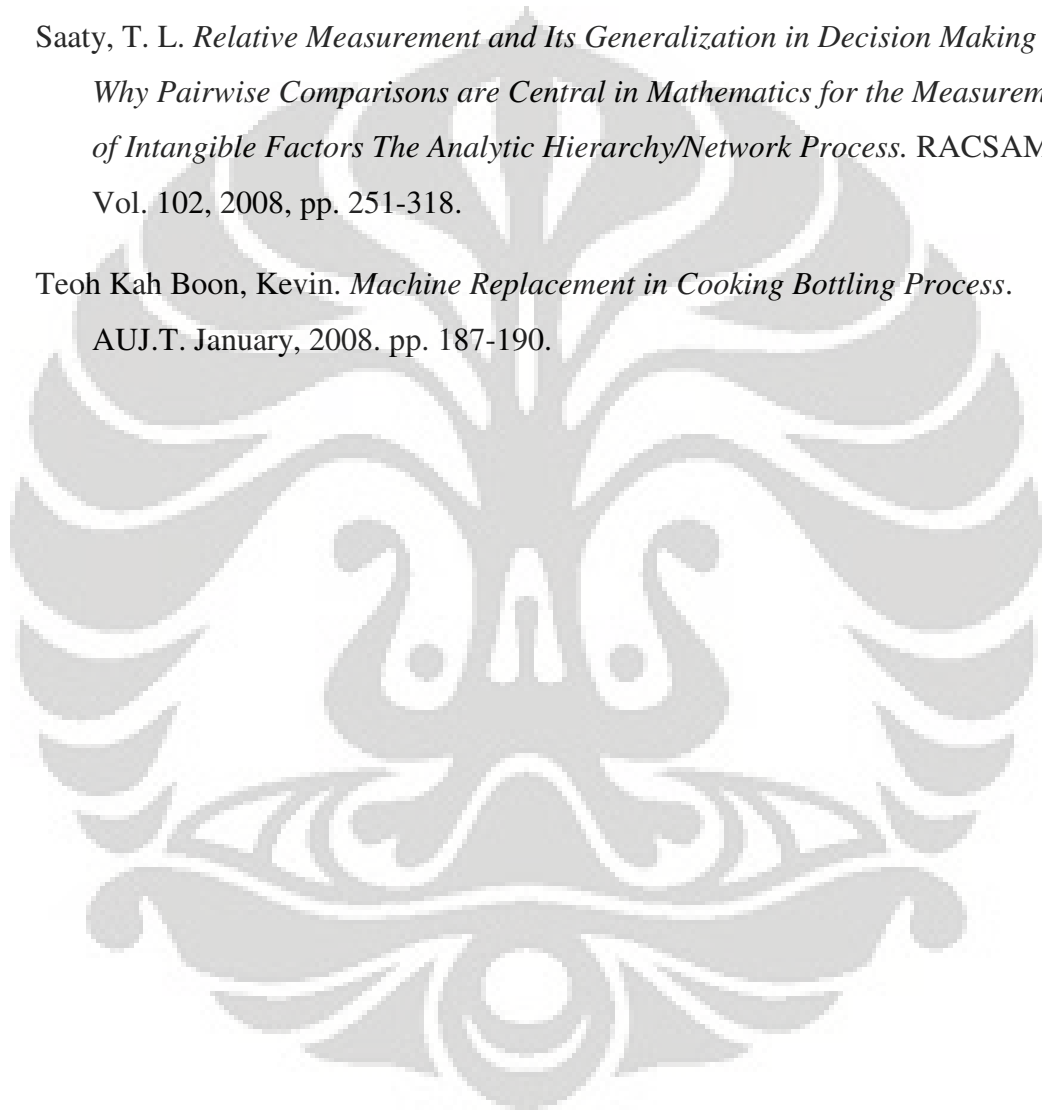 Saaty, T. L. Relative Measurement and Its Generalization in Decision Making
Why Pairwise Comparisons are Central in Mathematics for the
of Intangible Factors The Analytic Hierarchy/Network Process. RACSAM
Vol. 102, 2008, pp. 251-318.
Teoh Kah Boon, Kevin. Machine Replacement in Cooking Bottling Process.
AUJ.T. January, 2008. pp. 187-190.